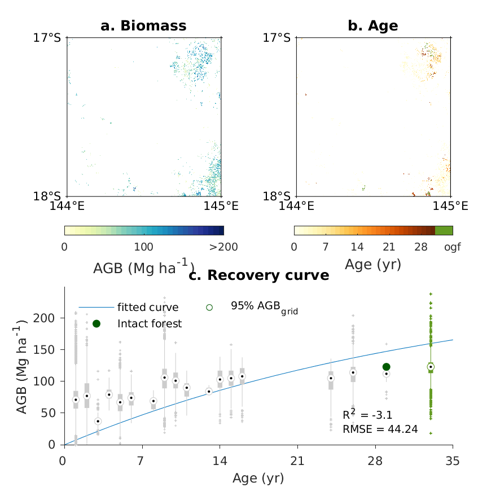 a. Biomass
b. Age
17°S
17°S
18°S
18°S
144°E
145°E
144°E
145°E
0
100
>200
0
7
14
21
28
ogf
AGB (Mg ha⁻¹)
Age (yr)
c. Recovery curve
fitted curve
95% AGBgrid
Intact forest
200
150
100
50
0
AGB (Mg ha⁻¹)
R² = -3.1
RMSE = 44.24
0
7
14
21
28
35
Age (yr)